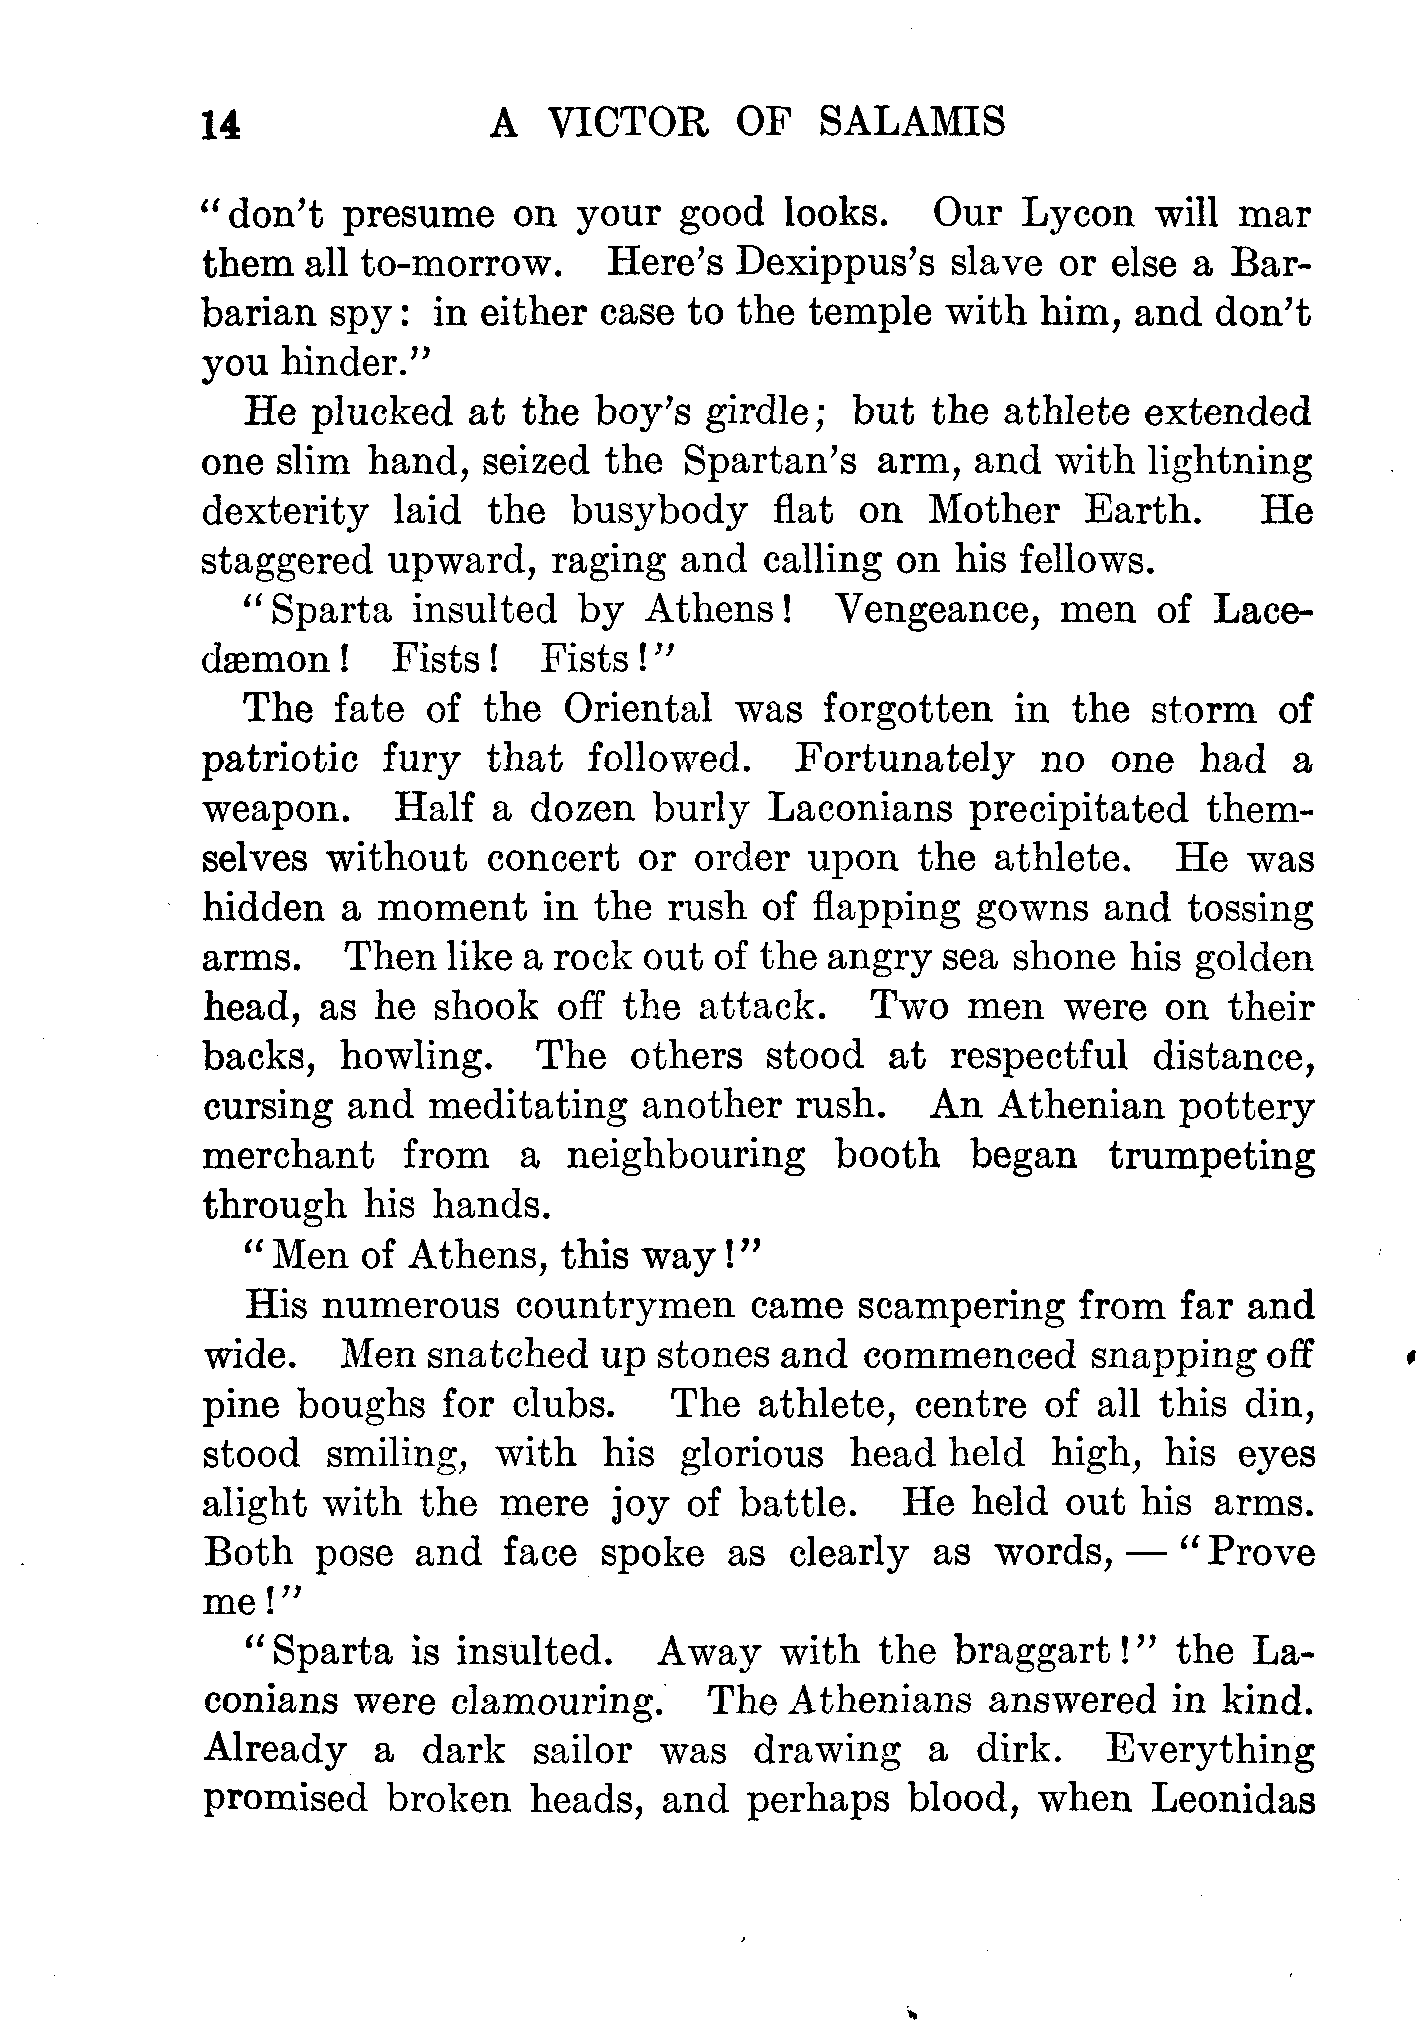 14 A VICTOR OF SALAMIS
“don’t presume on your good looks. Our Lycon will mar
them all to-morrow. Here’s Dexippus’s slave or else a Bar-
barian spy: in either case to the temple with him, and don’t
you hinder.”
He plucked at the boy’s girdle; but the athlete extended
one slim hand, seized the Spartan’s arm, and with lightning
dexterity laid the busybody flat on Mother Earth. He
staggered upward, raging and calling on his fellows.
“Sparta insulted by Athens! Vengeance, men of Lace-
dæmon! Fists! Fists!”
The fate of the Oriental was forgotten in the storm of
patriotic fury that followed. Fortunately no one had a
weapon. Half a dozen burly Laconians precipitated them-
selves without concert or order upon the athlete. He was
hidden a moment in the rush of flapping gowns and tossing
arms. Then like a rock out of the angry sea shone his golden
head, as he shook off the attack. Two men were on their
backs, howling. The others stood at respectful distance,
cursing and meditating another rush. An Athenian pottery
merchant from a neighbouring booth began trumpeting
through his hands.
“Men of Athens, this way!”
His numerous countrymen came scampering from far and
wide. Men snatched up stones and commenced snapping off
pine boughs for clubs. The athlete, centre of all this din,
stood smiling, with his glorious head held high, his eyes
alight with the mere joy of battle. He held out his arms.
Both pose and face spoke as clearly as words, — “Prove
me!”
“Sparta is insulted. Away with the braggart!” the La-
conians were clamouring. The Athenians answered in kind.
Already a dark sailor was drawing a dirk. Everything
promised broken heads, and perhaps blood, when Leonidas